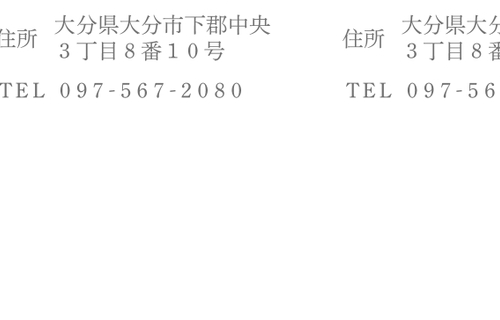 住所 大分県大分市下郡中央
３丁目８番１０号
TEL 097-567-2080
住所 大分県大分
３丁目８番
TEL 097-56